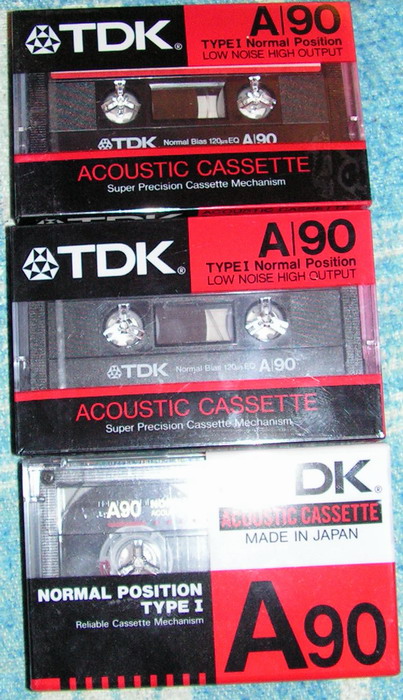 TDK® A|90
TYPE I Normal Position
LOW NOISE HIGH OUTPUT
TDK Normal Bias 120μs EQ A|90
ACOUSTIC CASSETTE
Super Precision Cassette Mechanism
TDK® A|90
TYPE I Normal Position
LOW NOISE HIGH OUTPUT
TDK Normal Bias 120μs EQ A|90
ACOUSTIC CASSETTE
Super Precision Cassette Mechanism
DK®
A90
ACOUSTIC CASSETTE
MADE IN JAPAN
NORMAL POSITION
TYPE I
Reliable Cassette Mechanism
A90